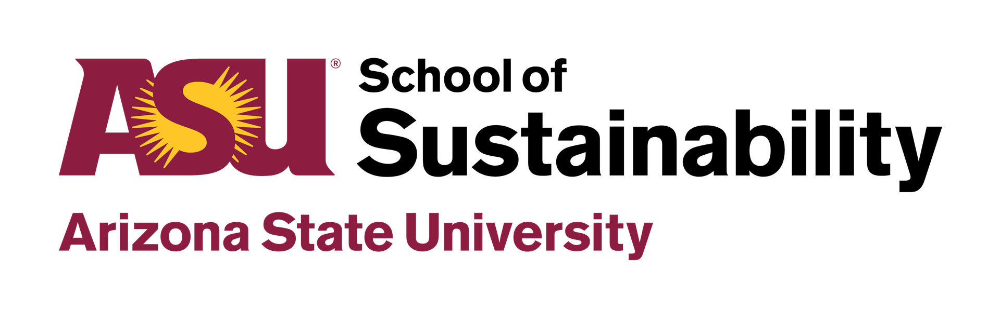 ASU®
School of
Sustainability
Arizona State University